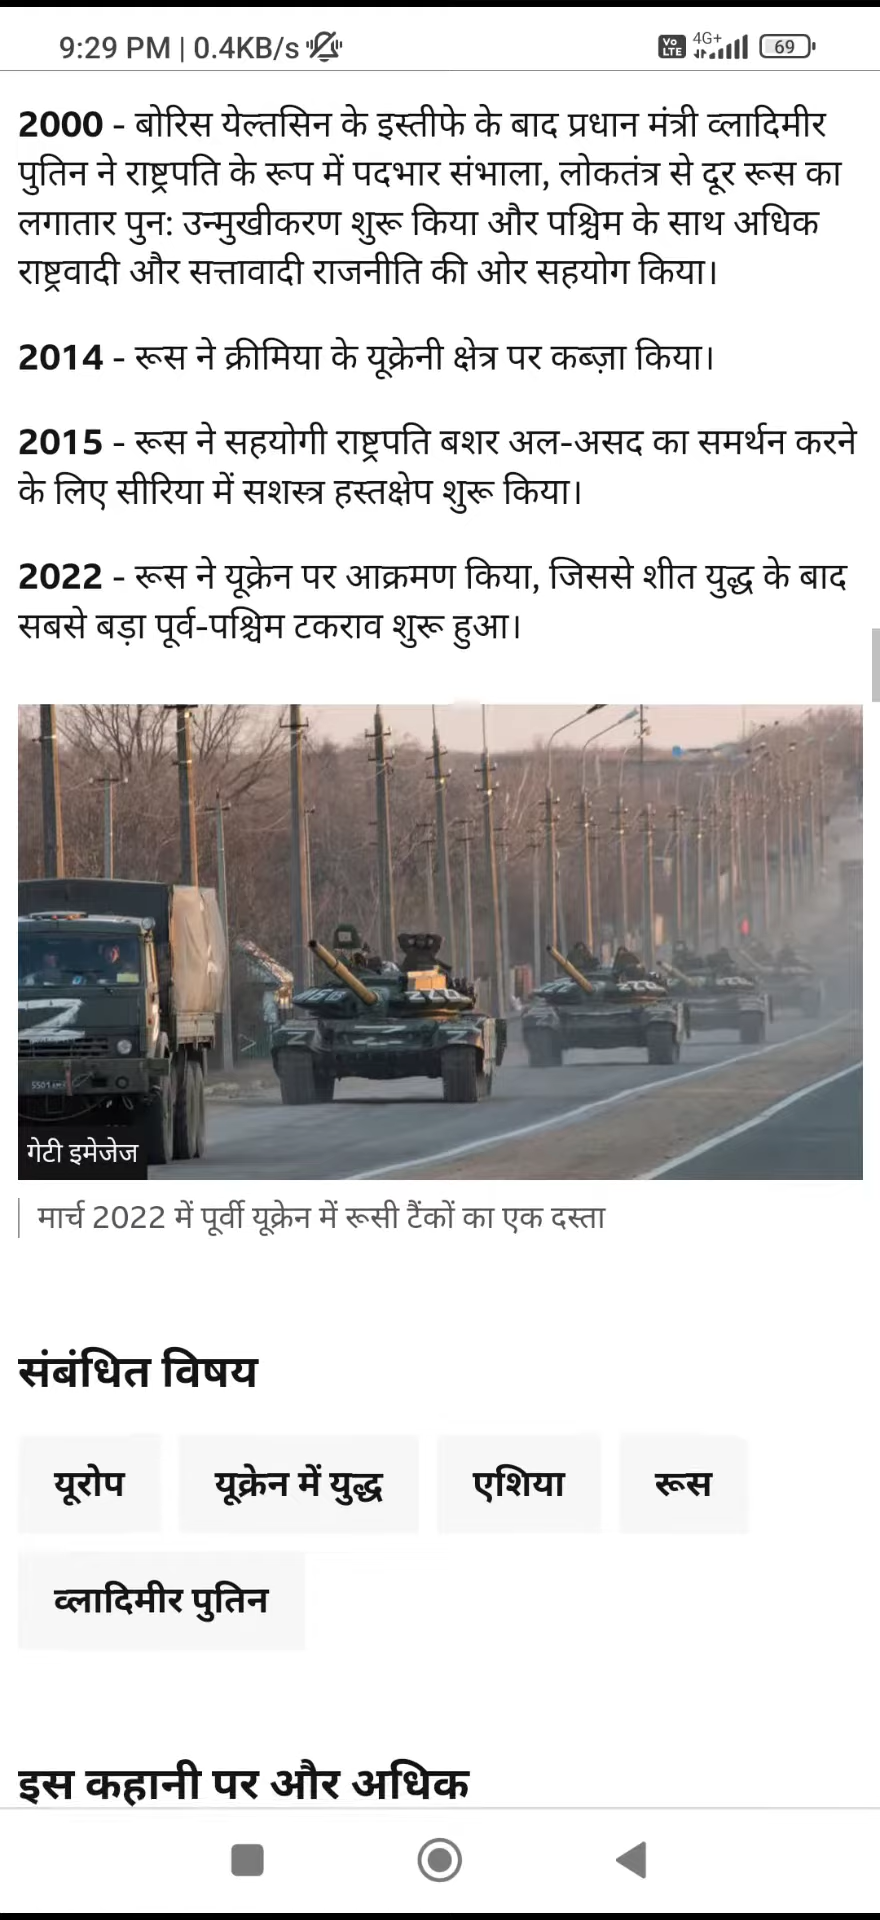 9:29 PM | 0.4KB/s
Vo LTE 4G+ 69
2000 - बोरिस येल्तसिन के इस्तीफे के बाद प्रधान मंत्री व्लादिमीर
पुतिन ने राष्ट्रपति के रूप में पदभार संभाला, लोकतंत्र से दूर रूस का
लगातार पुन: उन्मुखीकरण शुरू किया और पश्चिम के साथ अधिक
राष्ट्रवादी और सत्तावादी राजनीति की ओर सहयोग किया।
2014 - रूस ने क्रीमिया के यूक्रेनी क्षेत्र पर कब्ज़ा किया।
2015 - रूस ने सहयोगी राष्ट्रपति बशर अल-असद का समर्थन करने
के लिए सीरिया में सशस्त्र हस्तक्षेप शुरू किया।
2022 - रूस ने यूक्रेन पर आक्रमण किया, जिससे शीत युद्ध के बाद
सबसे बड़ा पूर्व-पश्चिम टकराव शुरू हुआ।
Z
Z Z
गेटी इमेजेज
मार्च 2022 में पूर्वी यूक्रेन में रूसी टैंकों का एक दस्ता
संबंधित विषय
यूरोप
यूक्रेन में युद्ध
एशिया
रूस
व्लादिमीर पुतिन
इस कहानी पर और अधिक